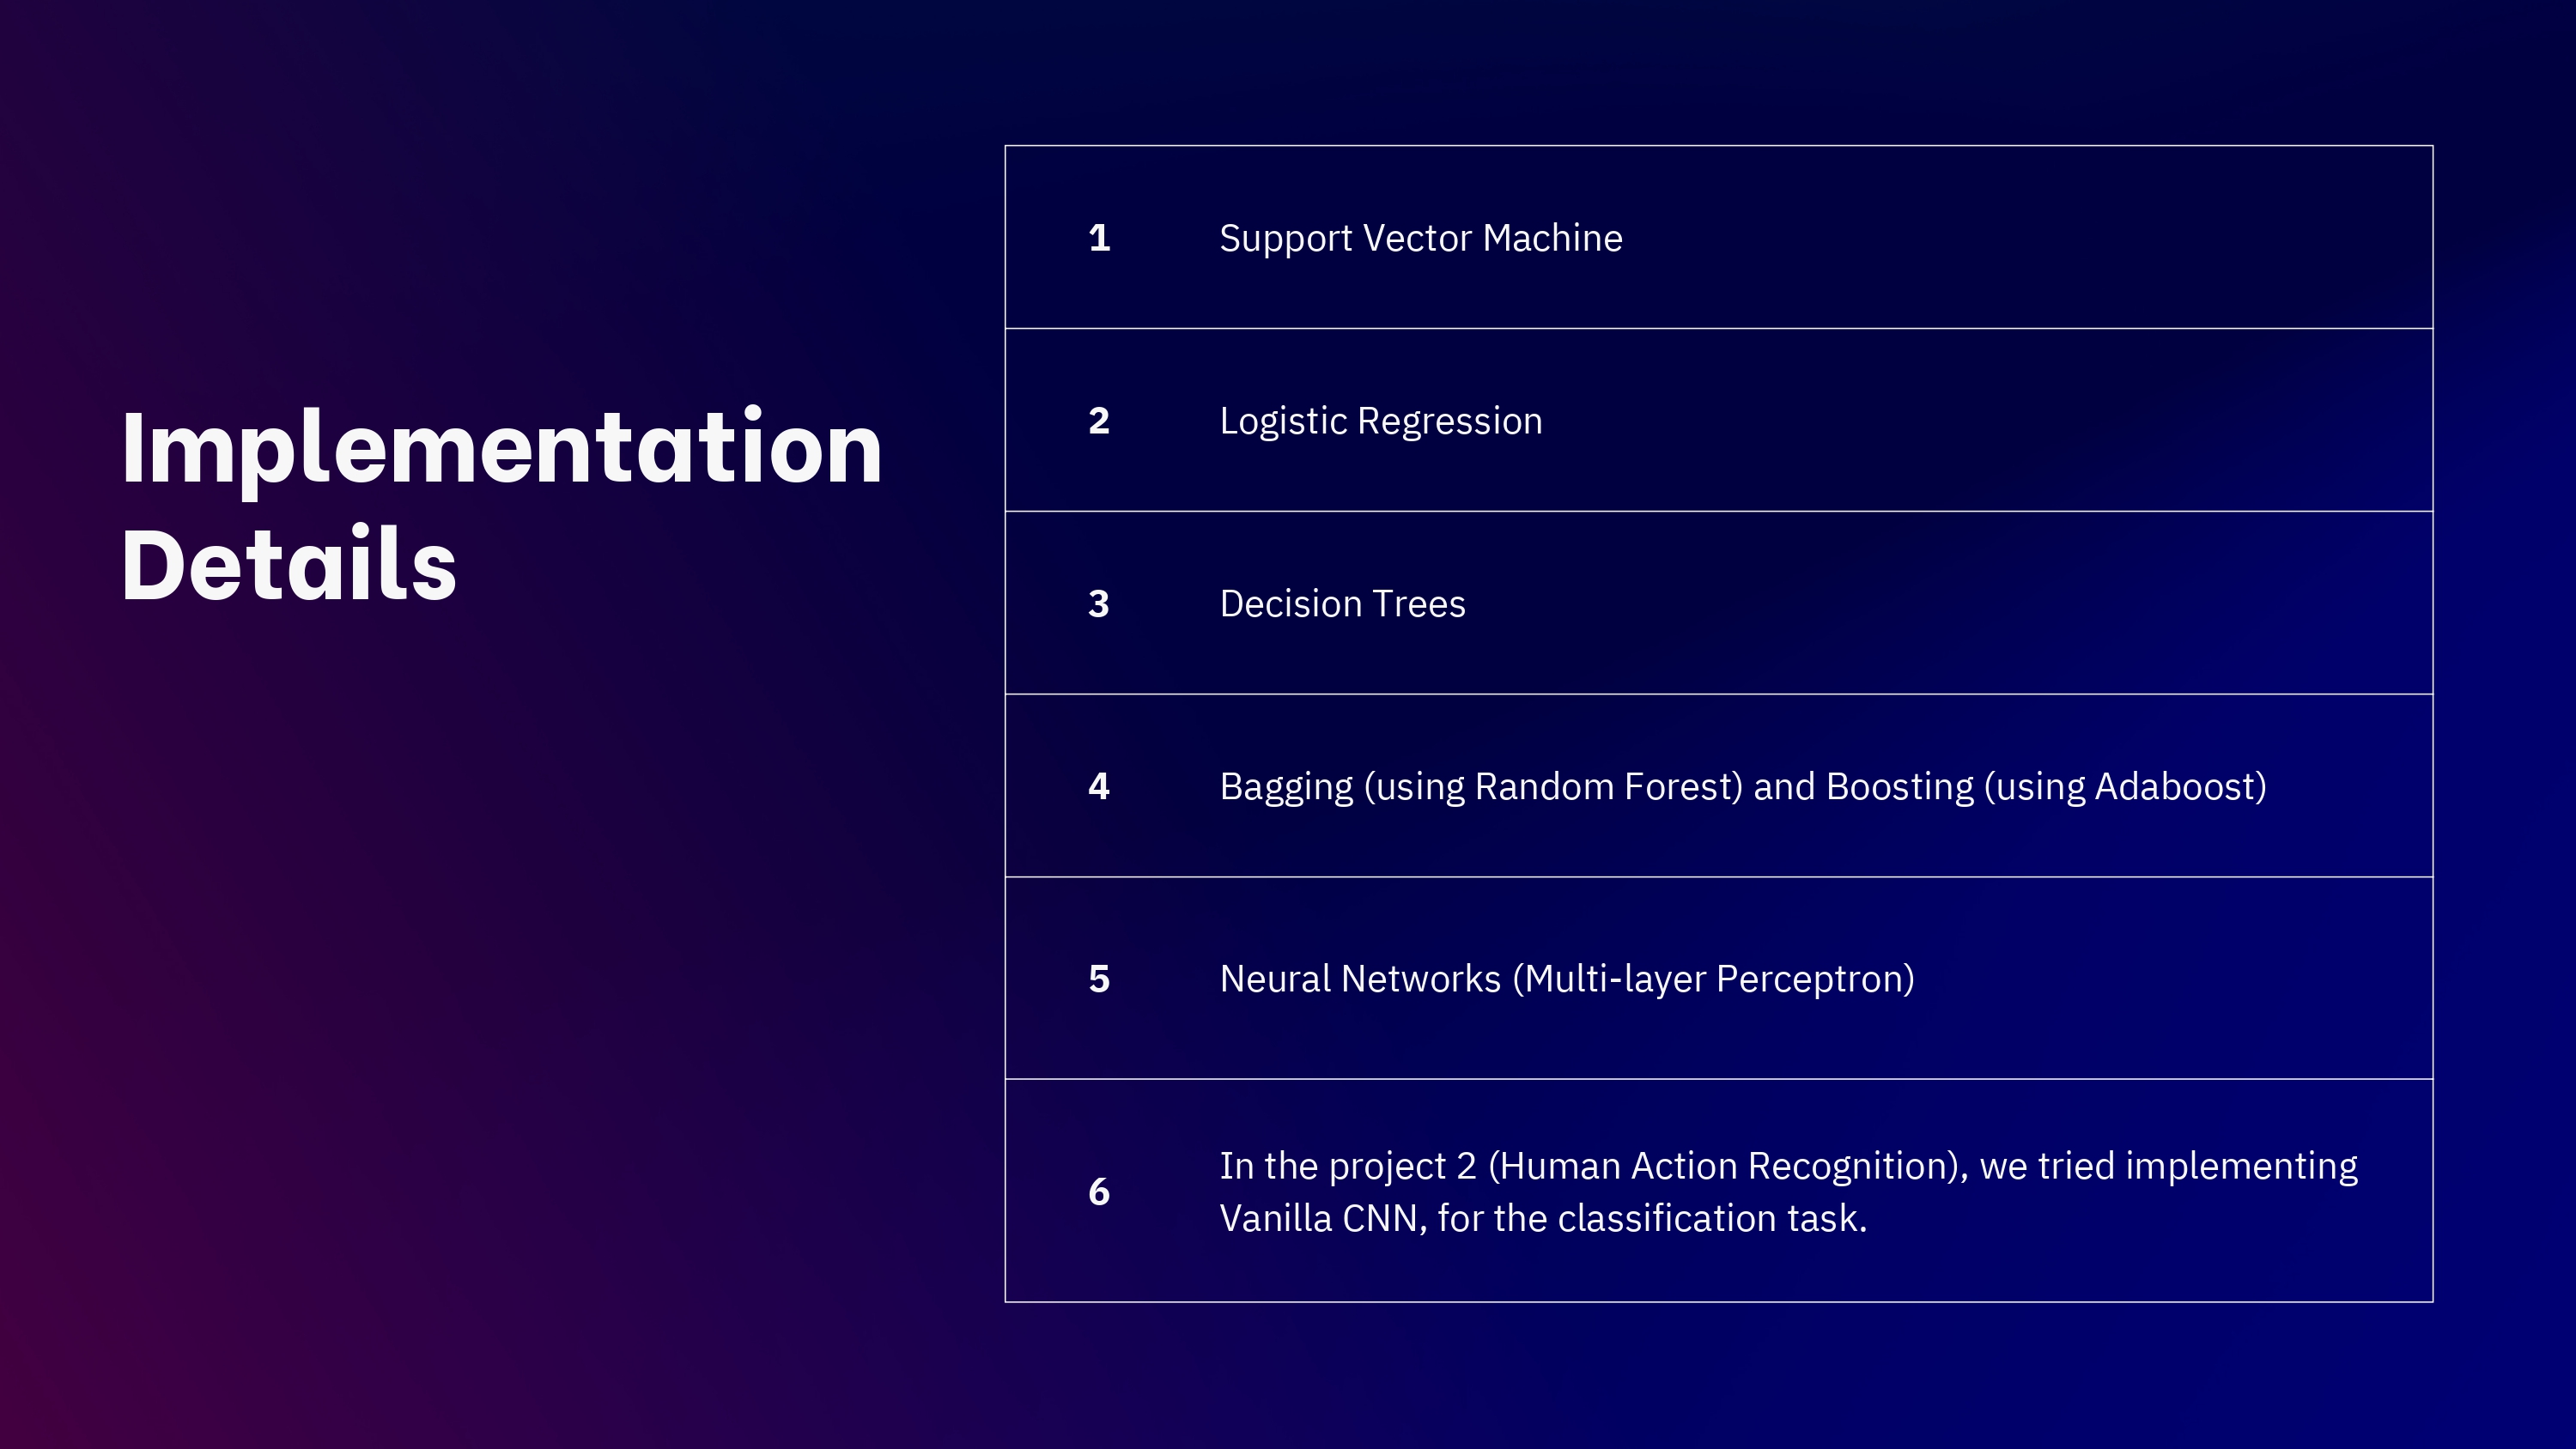 Implementation
Details
1 Support Vector Machine
2 Logistic Regression
3 Decision Trees
4 Bagging (using Random Forest) and Boosting (using Adaboost)
5 Neural Networks (Multi-layer Perceptron)
6 In the project 2 (Human Action Recognition), we tried implementing
Vanilla CNN, for the classification task.